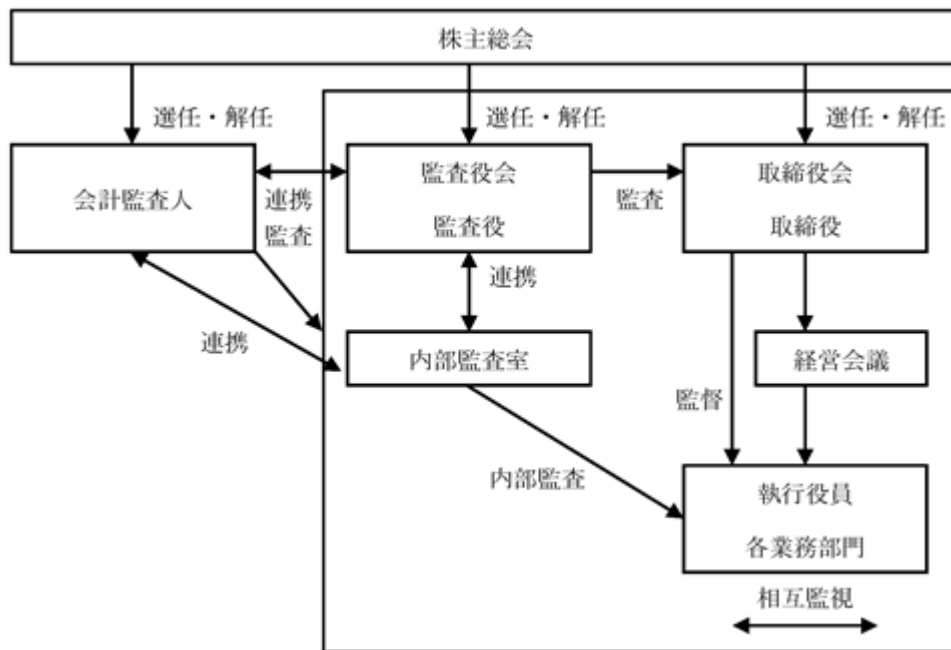 株主総会
選任・解任
選任・解任
選任・解任
会計監査人
連携
監査
監査役会
監査役
監査
取締役会
取締役
連携
連携
内部監査室
経営会議
監督
内部監査
執行役員
各業務部門
相互監視